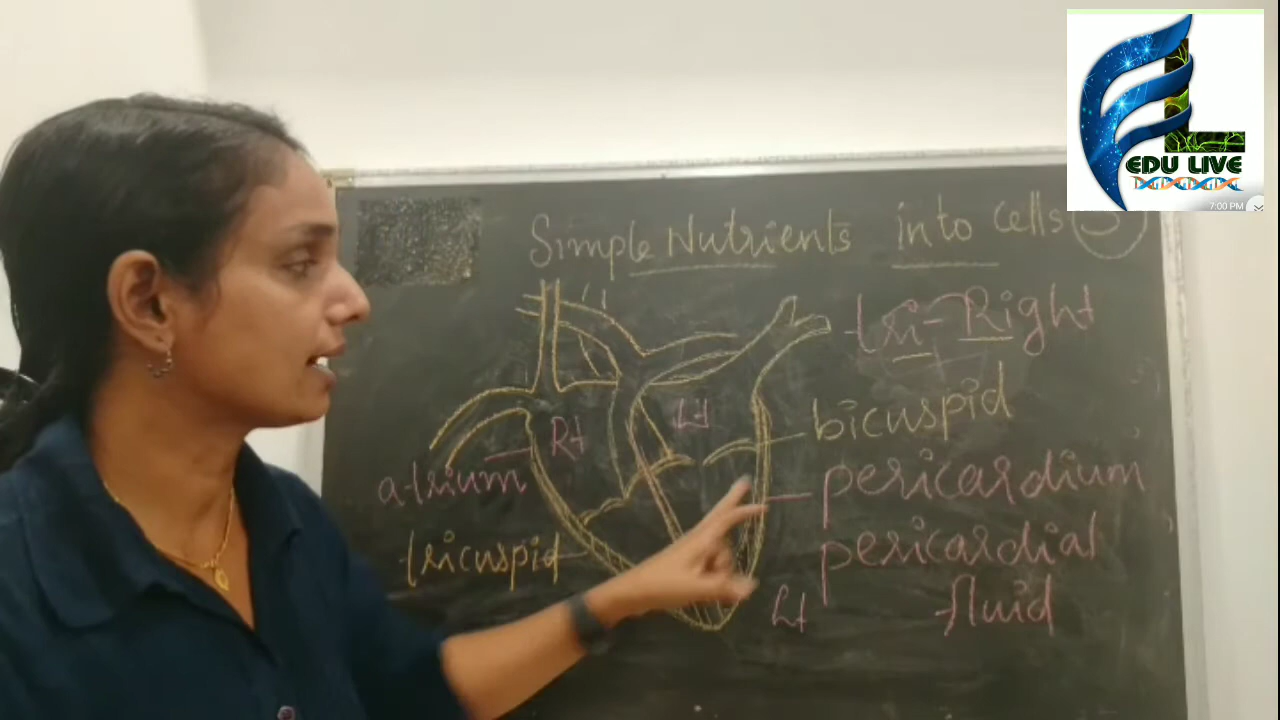 EDU LIVE
7:00 PM
Simple Nutrients into cells 3
tri-Right
Rt
Lt
bicuspid
atrium
pericardium
tricuspid
pericardial
fluid
Lt